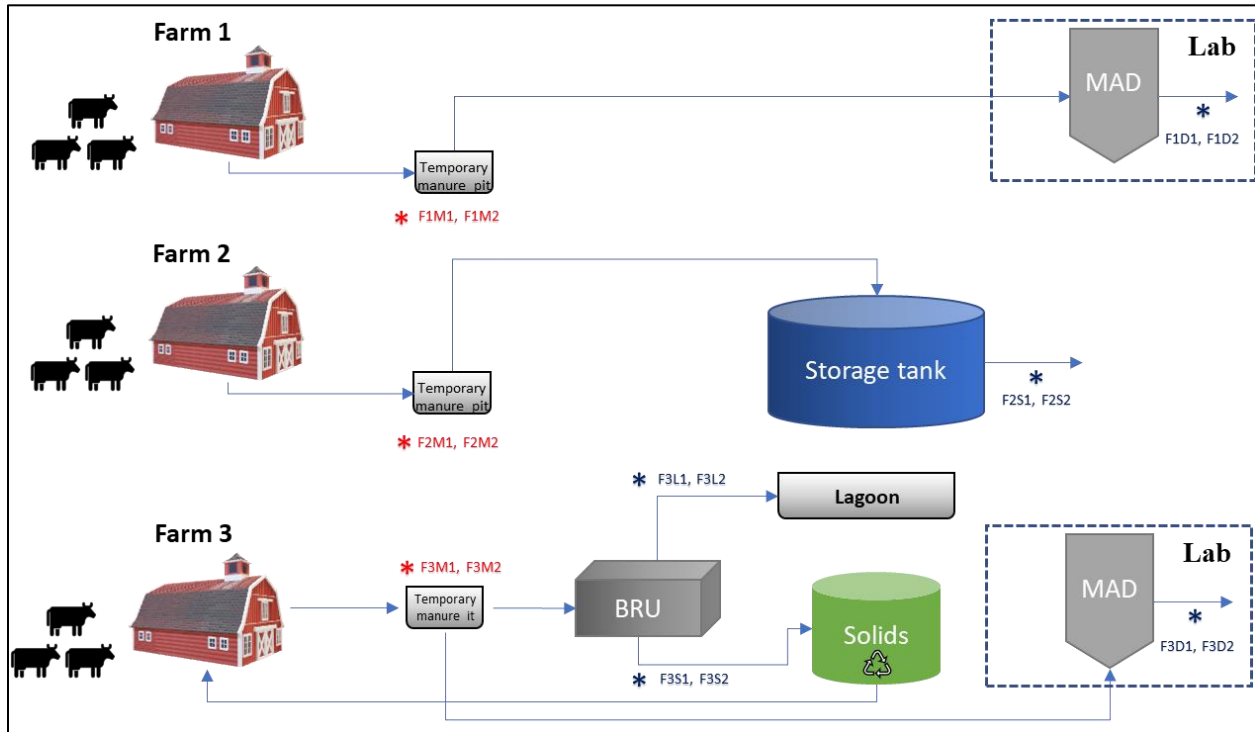 Farm 1
Lab
MAD
F1D1, F1D2
Temporary
manure pit
* F1M1, F1M2
Farm 2
Temporary
manure pit
* F2M1, F2M2
Storage tank
*
F2S1, F2S2
* F3L1, F3L2
Lagoon
Farm 3
* F3M1, F3M2
Temporary
manure it
BRU
Solids
* F3S1, F3S2
Lab
MAD
*
F3D1, F3D2